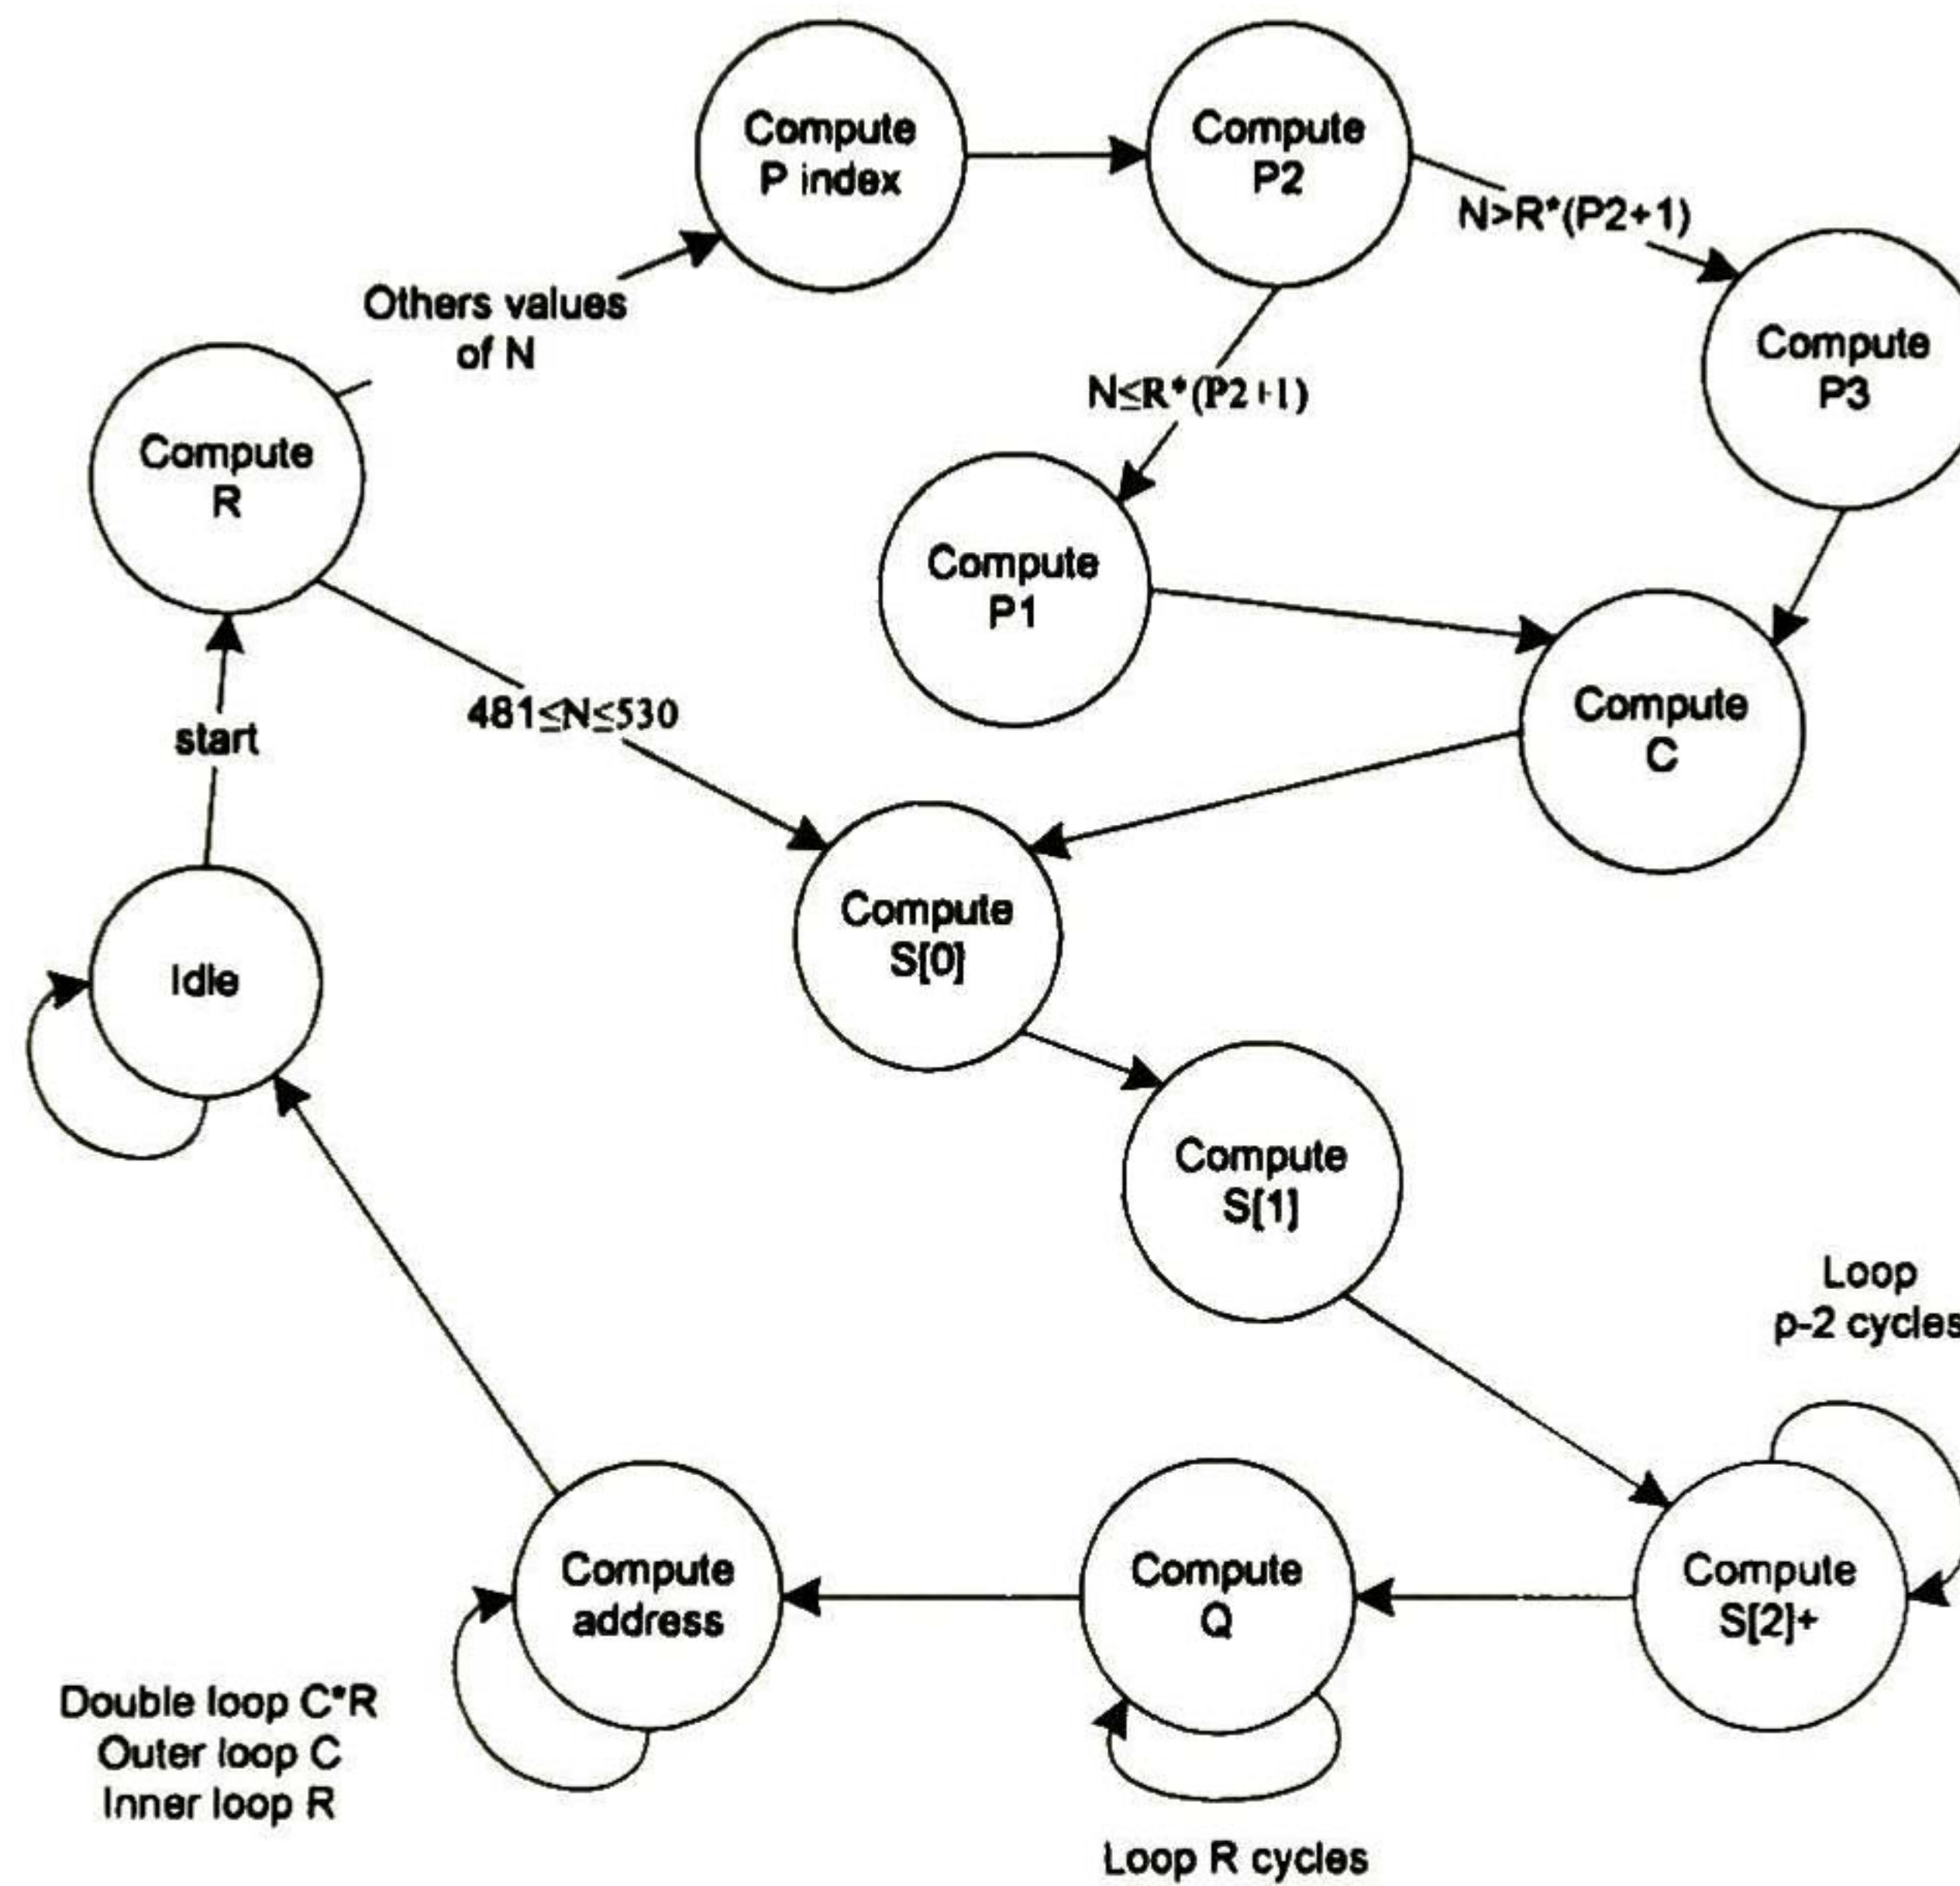 Compute
P index
Compute
P2
N>R*(P2+1)
Others values
of N
Compute
P3
N≤R*(P2+1)
Compute
R
Compute
P1
Compute
C
481≤N≤530
start
Compute
S[0]
Idle
Compute
S[1]
Loop
p-2 cycles
Compute
address
Compute
Q
Compute
S[2]+
Double loop C*R
Outer loop C
Inner loop R
Loop R cycles